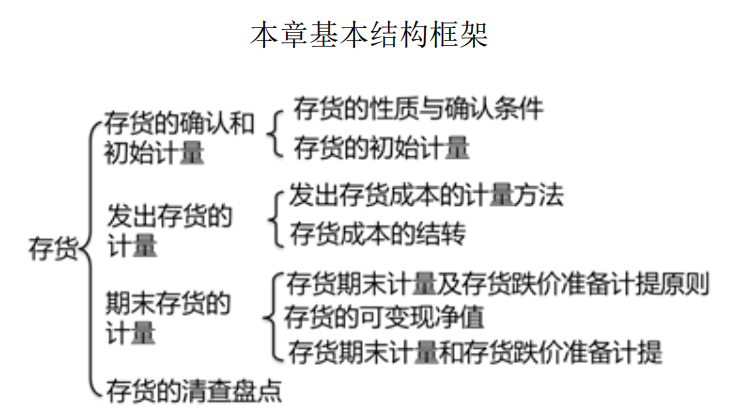 本章基本结构框架
存货的确认和
初始计量
存货的性质与确认条件
存货的初始计量
发出存货的
计量
发出存货成本的计量方法
存货成本的结转
存货
期末存货的
计量
存货期末计量及存货跌价准备计提原则
存货的可变现净值
存货期末计量和存货跌价准备计提
存货的清查盘点